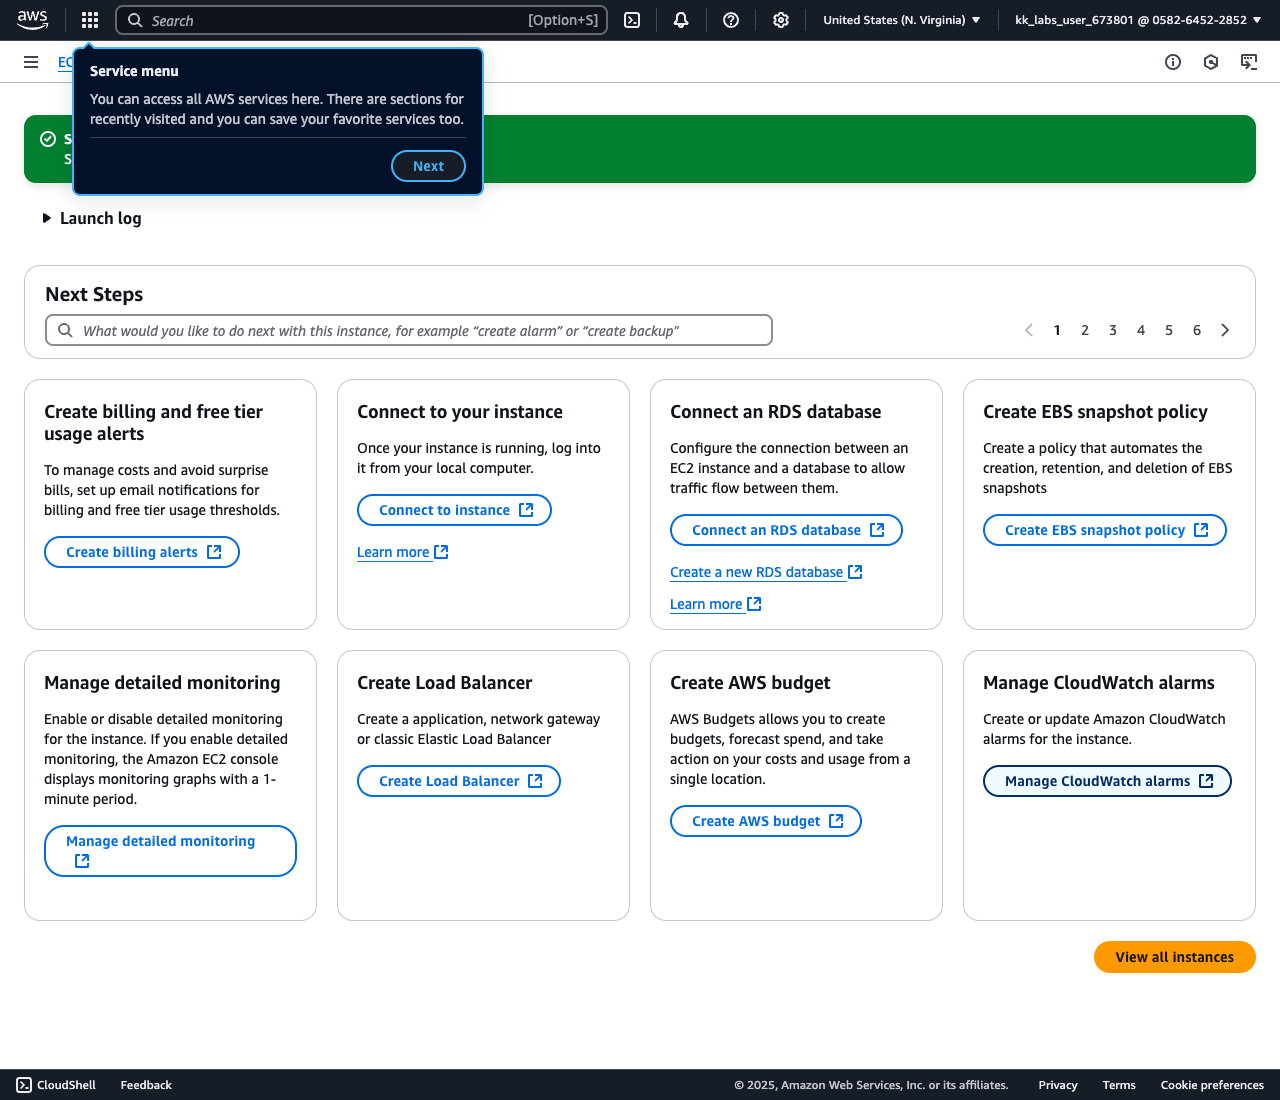 aws
Search
[Option+S]
United States (N. Virginia)
kk_labs_user_673801 @ 0582-6452-2852
Service menu
You can access all AWS services here. There are sections for
recently visited and you can save your favorite services too.
Next
Launch log
Next Steps
What would you like to do next with this instance, for example “create alarm” or “create backup"
1 2 3 4 5 6
Create billing and free tier
usage alerts
To manage costs and avoid surprise
bills, set up email notifications for
billing and free tier usage thresholds.
Create billing alerts
Connect to your instance
Once your instance is running, log into
it from your local computer.
Connect to instance
Learn more
Connect an RDS database
Configure the connection between an
EC2 instance and a database to allow
traffic flow between them.
Connect an RDS database
Create a new RDS database
Learn more
Create EBS snapshot policy
Create a policy that automates the
creation, retention, and deletion of EBS
snapshots
Create EBS snapshot policy
Manage detailed monitoring
Enable or disable detailed monitoring
for the instance. If you enable detailed
monitoring, the Amazon EC2 console
displays monitoring graphs with a 1-
minute period.
Manage detailed monitoring
Create Load Balancer
Create a application, network gateway
or classic Elastic Load Balancer
Create Load Balancer
Create AWS budget
AWS Budgets allows you to create
budgets, forecast spend, and take
action on your costs and usage from a
single location.
Create AWS budget
Manage CloudWatch alarms
Create or update Amazon CloudWatch
alarms for the instance.
Manage CloudWatch alarms
View all instances
CloudShell
Feedback
© 2025, Amazon Web Services, Inc. or its affiliates.
Privacy
Terms
Cookie preferences